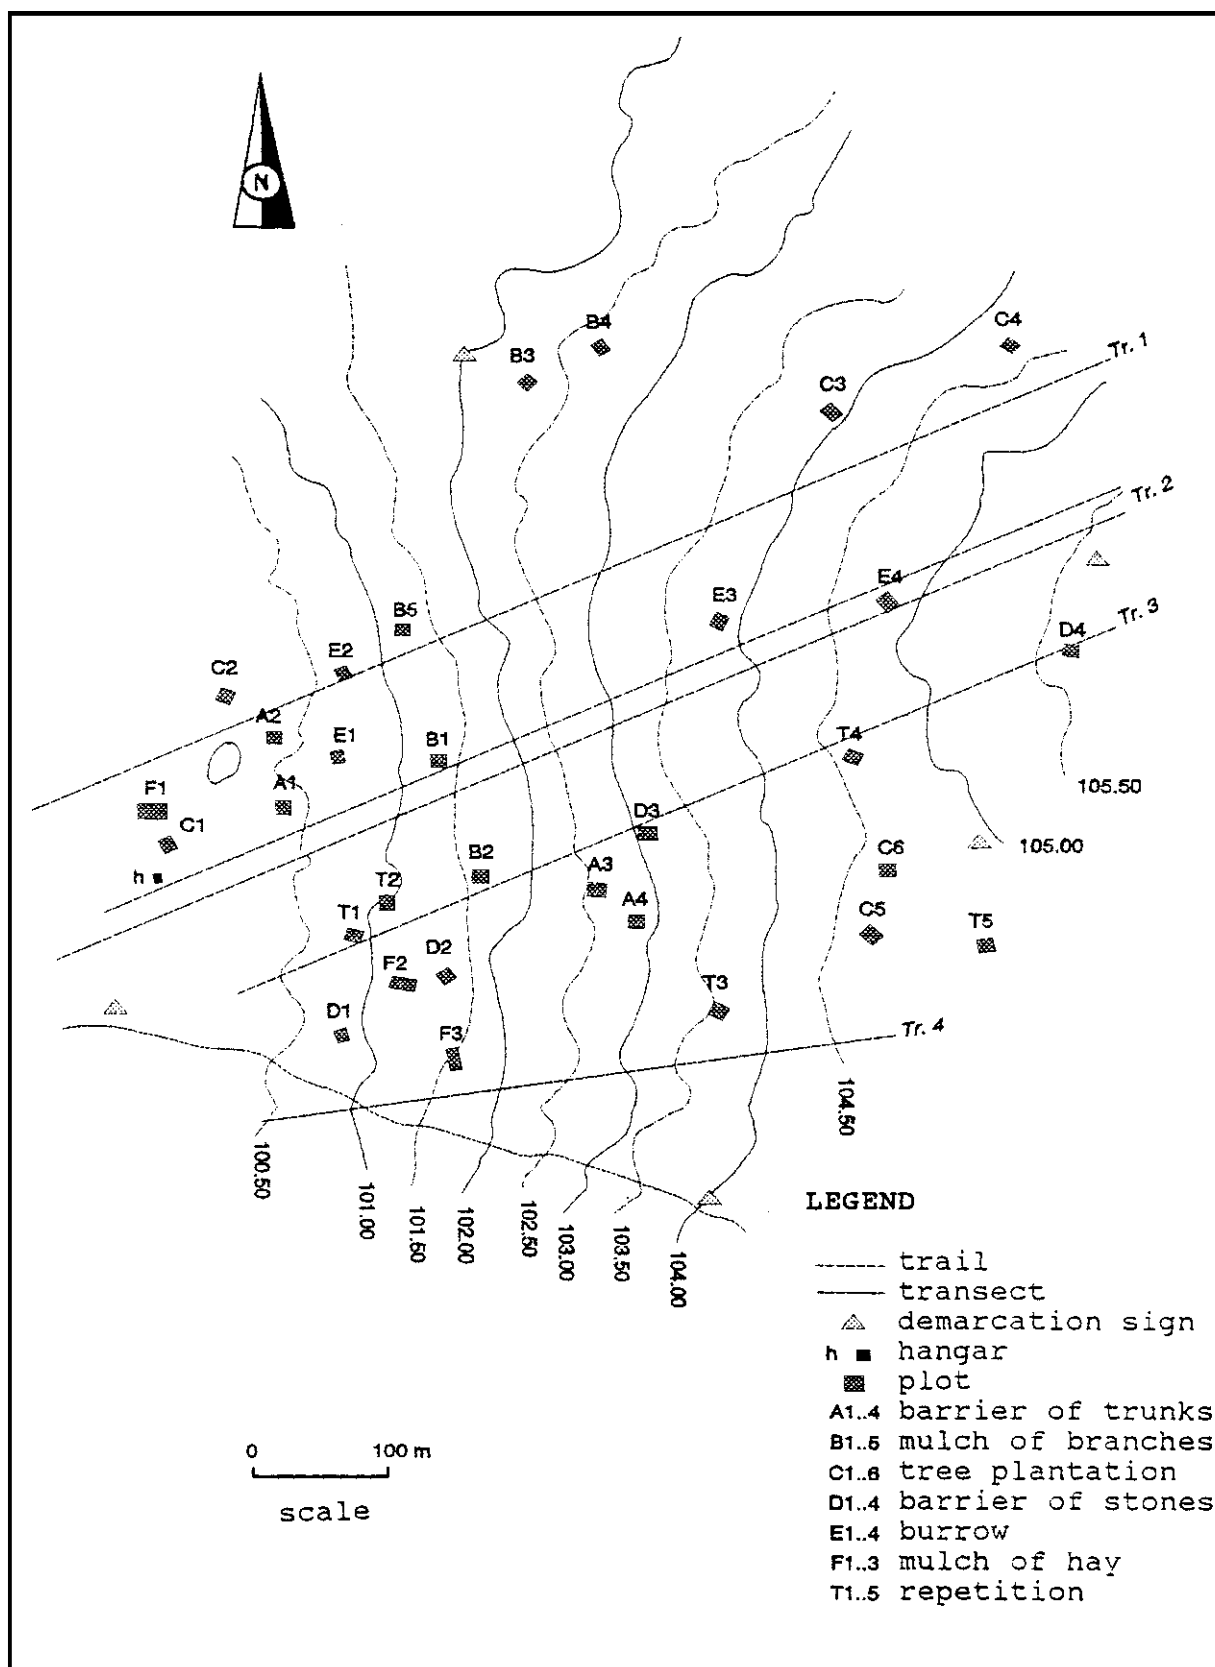 N
B4
C4
B3
Tr. 1
C3
Tr. 2
E4
B5
E3
Tr. 3
E2
D4
C2
A2
E1
B1
T4
105.50
F1
A1
C1
D3
105.00
h
B2
A3
C6
T2
A4
T1
C5
T5
D2
F2
T3
D1
F3
Tr. 4
104.50
100.50
101.00
101.50
102.00
102.50
103.00
103.50
104.00
LEGEND
trail
transect
demarcation sign
h hangar
plot
A1..4 barrier of trunks
B1..5 mulch of branches
C1..6 tree plantation
D1..4 barrier of stones
E1..4 burrow
F1..3 mulch of hay
T1..5 repetition
0 100 m
scale